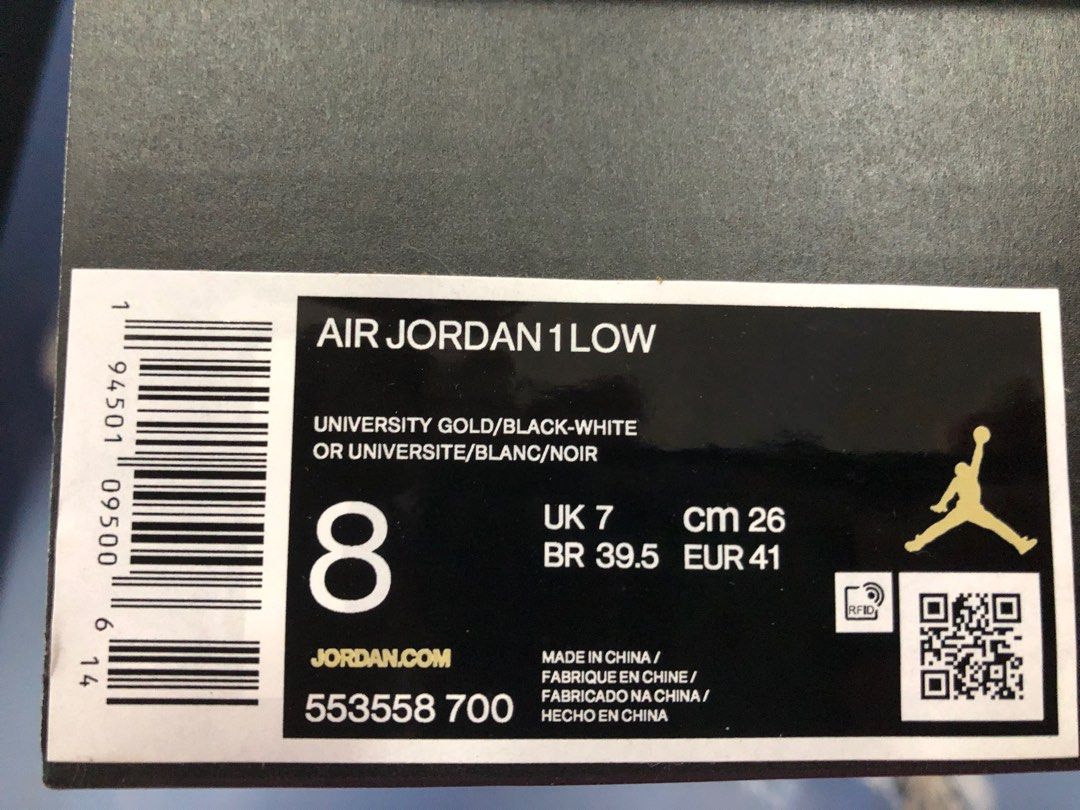 1 94501 09500 6 14
AIR JORDAN 1 LOW
UNIVERSITY GOLD/BLACK-WHITE
OR UNIVERSITE/BLANC/NOIR
8
UK 7 cm 26
BR 39.5 EUR 41
RFID
JORDAN.COM
553558 700
MADE IN CHINA /
FABRIQUE EN CHINE /
FABRICADO NA CHINA /
HECHO EN CHINA